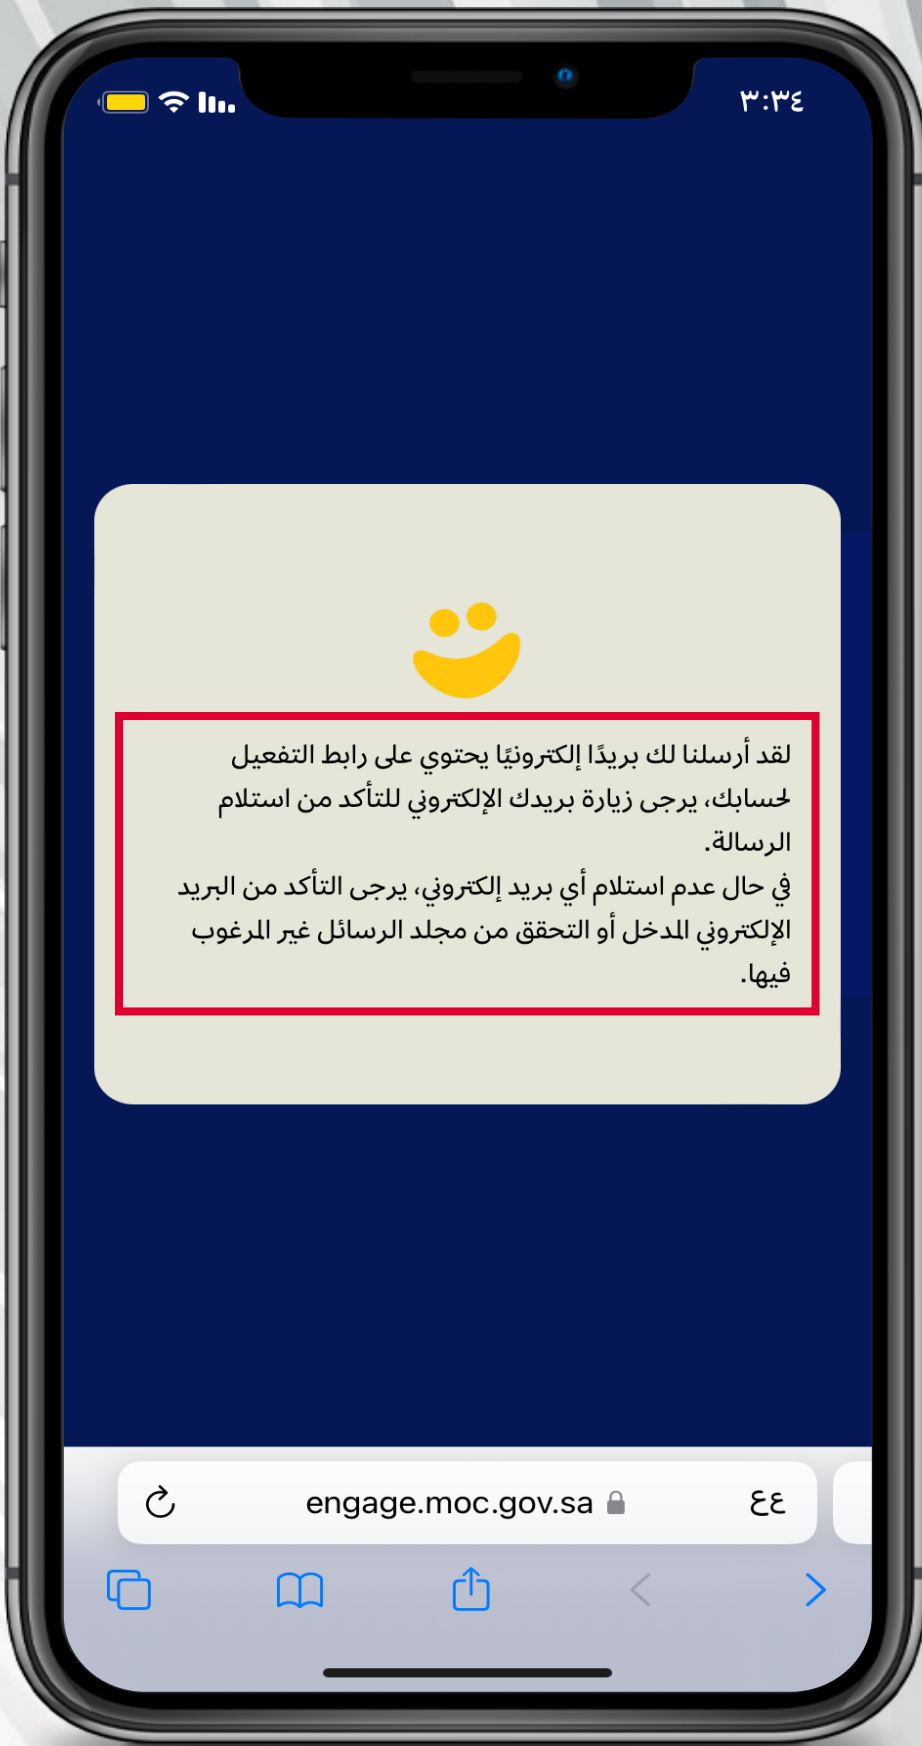 ٣:٣٤
لقد أرسلنا لك بريدًا إلكترونيًا يحتوي على رابط التفعيل
لحسابك، يرجى زيارة بريدك الإلكتروني للتأكد من استلام
الرسالة.
في حال عدم استلام أي بريد إلكتروني، يرجى التأكد من البريد
الإلكتروني المدخل أو التحقق من مجلد الرسائل غير المرغوب
فيها.
عع engage.moc.gov.sa